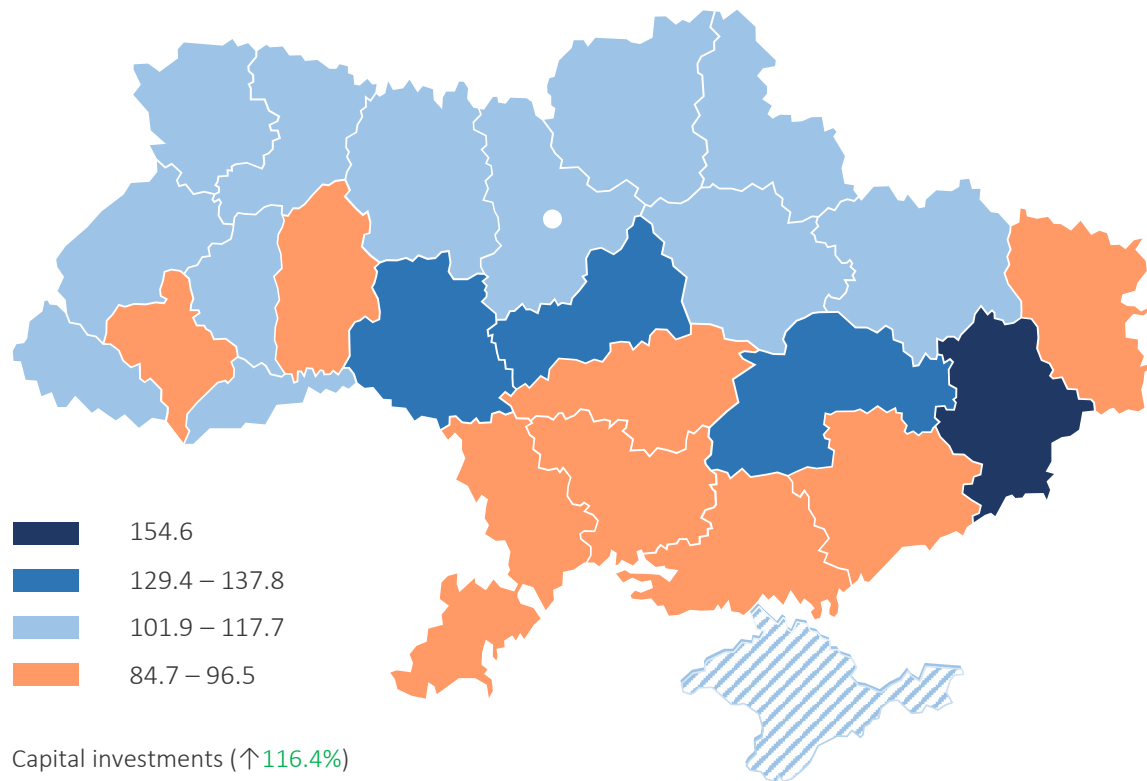 154.6
129.4 – 137.8
101.9 – 117.7
84.7 – 96.5
Capital investments (↑116.4%)